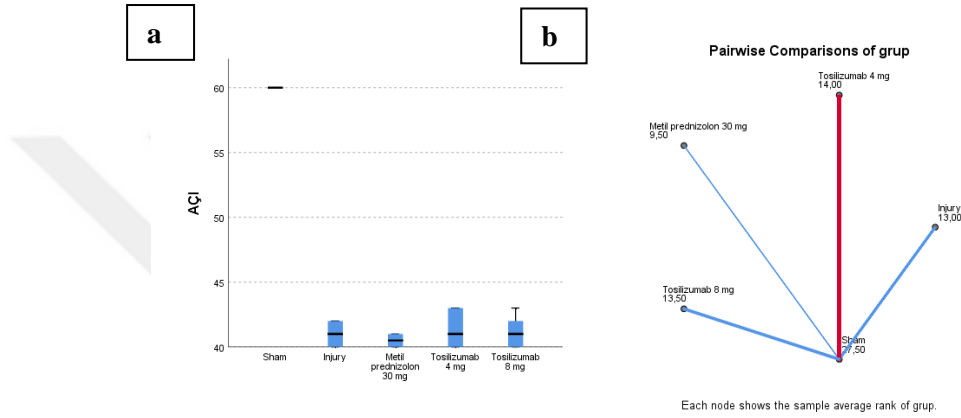 a
b
60
55
50
45
40
AÇI
Sham
Injury
Metil
prednizolon
30 mg
Tosilizumab
4 mg
Tosilizumab
8 mg
Pairwise Comparisons of grup
Tosilizumab 4 mg
14,00
Metil prednizolon 30 mg
9,50
Injury
13,00
Tosilizumab 8 mg
13,50
Sham
27,50
Each node shows the sample average rank of grup.